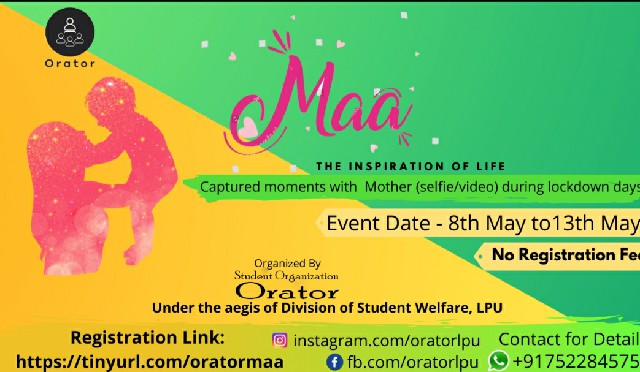 Orator
Maa
THE INSPIRATION OF LIFE
Captured moments with Mother (selfie/video) during lockdown days
Event Date - 8th May to13th May
No Registration Fee
Organized By
Student Organization
Orator
Under the aegis of Division of Student Welfare, LPU
Registration Link:
https://tinyurl.com/oratormaa
instagram.com/oratorlpu
fb.com/oratorlpu
Contact for Detail
+91752284575